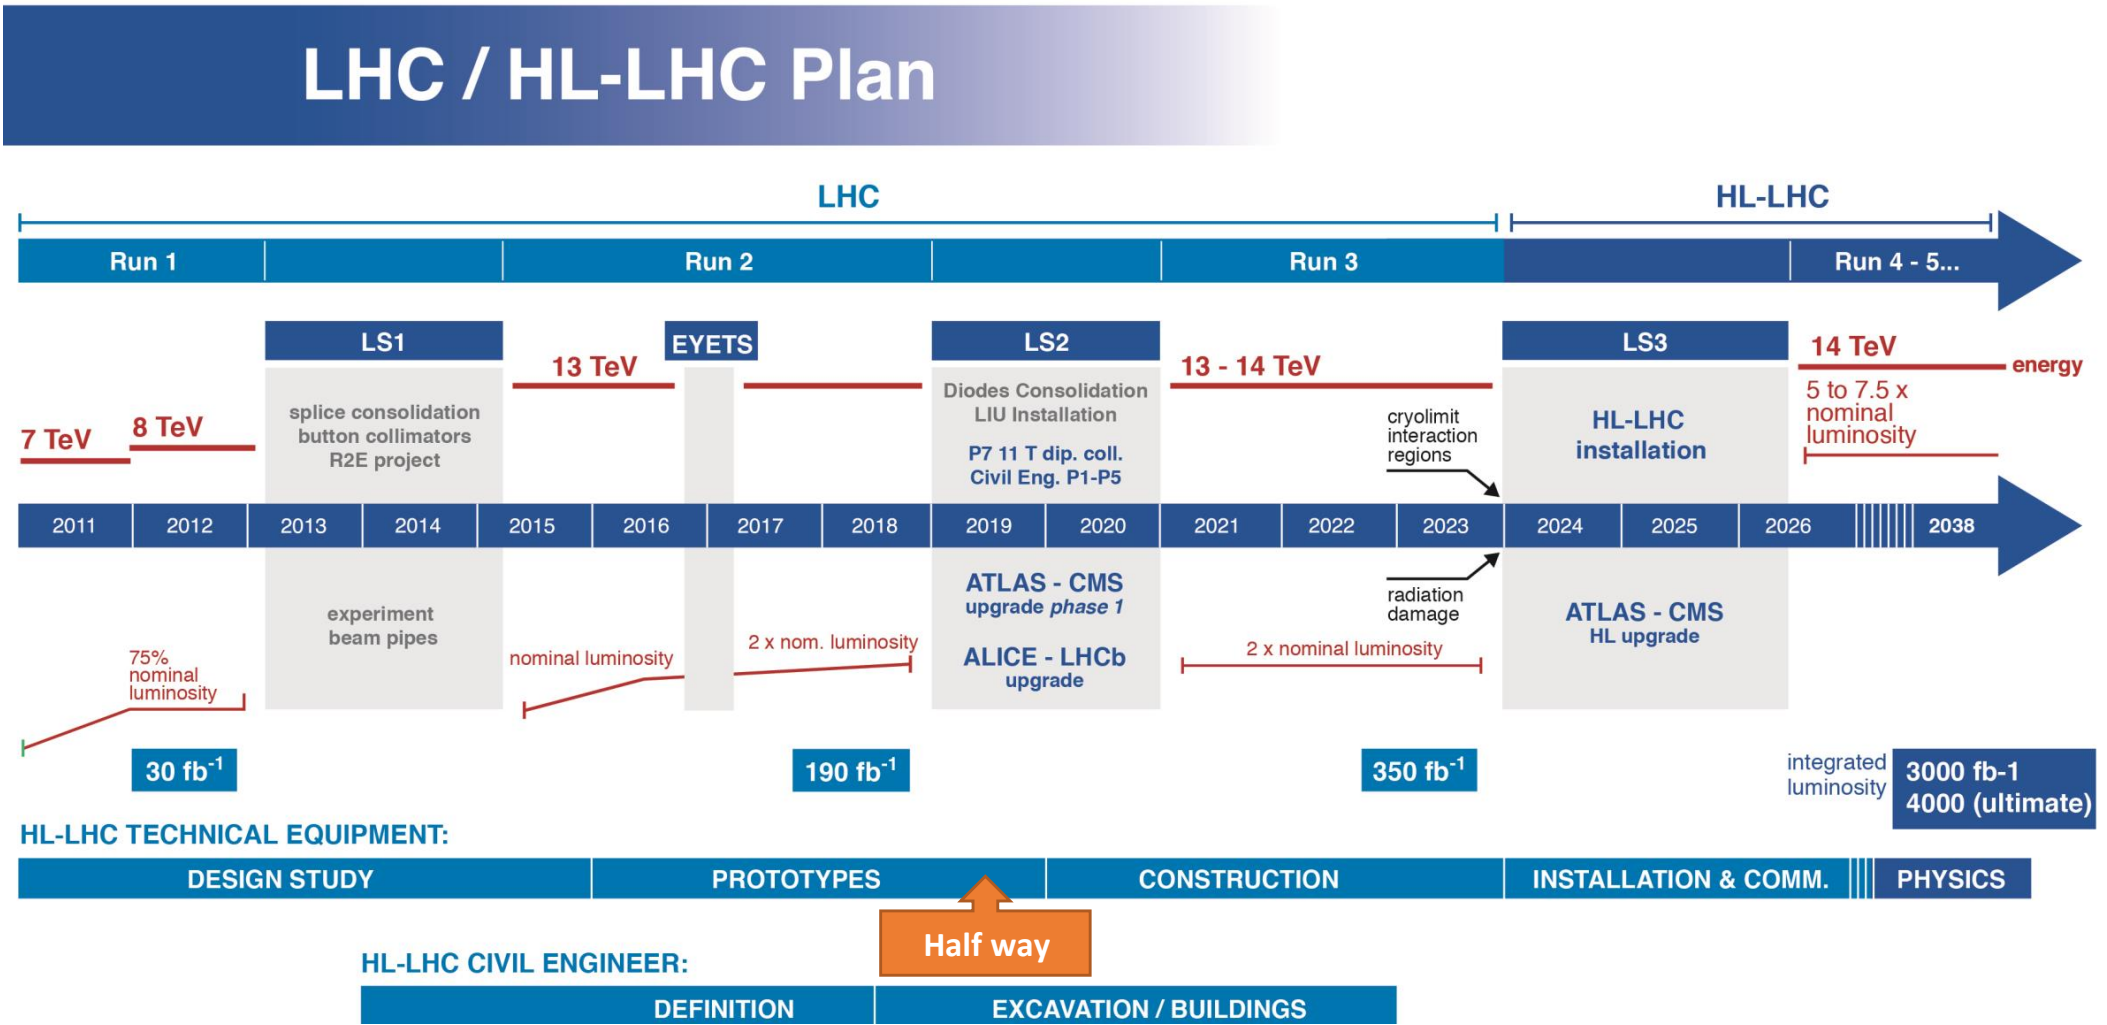 LHC / HL-LHC Plan
LHC
HL-LHC
Run 1
Run 2
Run 3
Run 4 - 5...
LS1
EYETS
LS2
LS3
14 TeV
energy
13 TeV
13 - 14 TeV
7 TeV
8 TeV
splice consolidation
button collimators
R2E project
Diodes Consolidation
LIU Installation
P7 11 T dip. coll.
Civil Eng. P1-P5
cryolimit
interaction
regions
HL-LHC
installation
5 to 7.5 x
nominal
luminosity
2011
2012
2013
2014
2015
2016
2017
2018
2019
2020
2021
2022
2023
2024
2025
2026
2038
experiment
beam pipes
ATLAS - CMS
upgrade phase 1
ALICE - LHCb
upgrade
radiation
damage
ATLAS - CMS
HL upgrade
75%
nominal
luminosity
nominal luminosity
2 x nom. luminosity
2 x nominal luminosity
30 fb⁻¹
190 fb⁻¹
350 fb⁻¹
integrated
luminosity
3000 fb-1
4000 (ultimate)
HL-LHC TECHNICAL EQUIPMENT:
DESIGN STUDY
PROTOTYPES
CONSTRUCTION
INSTALLATION & COMM.
PHYSICS
Half way
HL-LHC CIVIL ENGINEER:
DEFINITION
EXCAVATION / BUILDINGS